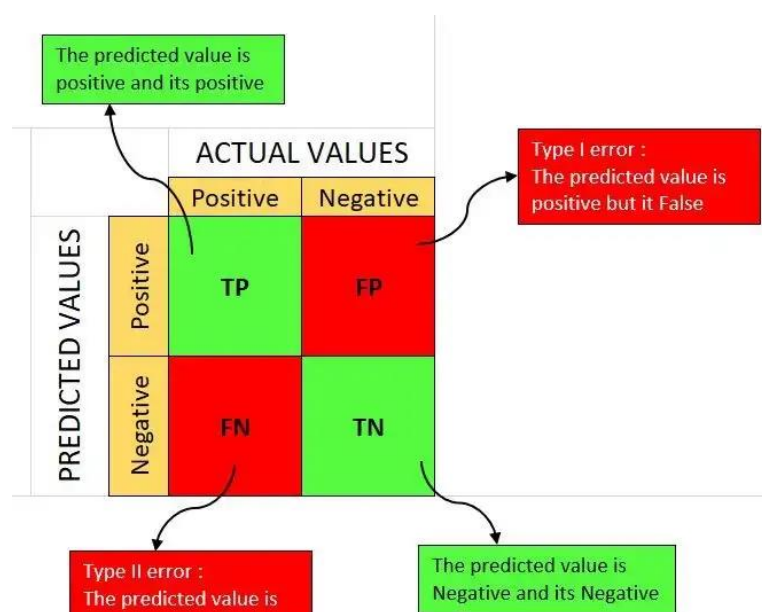 The predicted value is
positive and its positive
ACTUAL VALUES
Type I error :
The predicted value is
positive but it False
Positive Negative
PREDICTED VALUES
Positive
TP FP
Negative
FN TN
Type II error :
The predicted value is
The predicted value is
Negative and its Negative